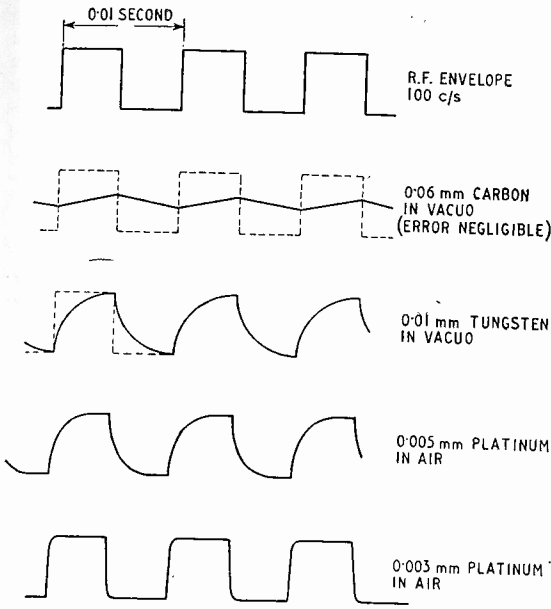 0·01 SECOND
R.F. ENVELOPE
100 c/s
0·06 mm CARBON
IN VACUO
(ERROR NEGLIGIBLE)
0·01 mm TUNGSTEN
IN VACUO
0·005 mm PLATINUM
IN AIR
0·003 mm PLATINUM
IN AIR